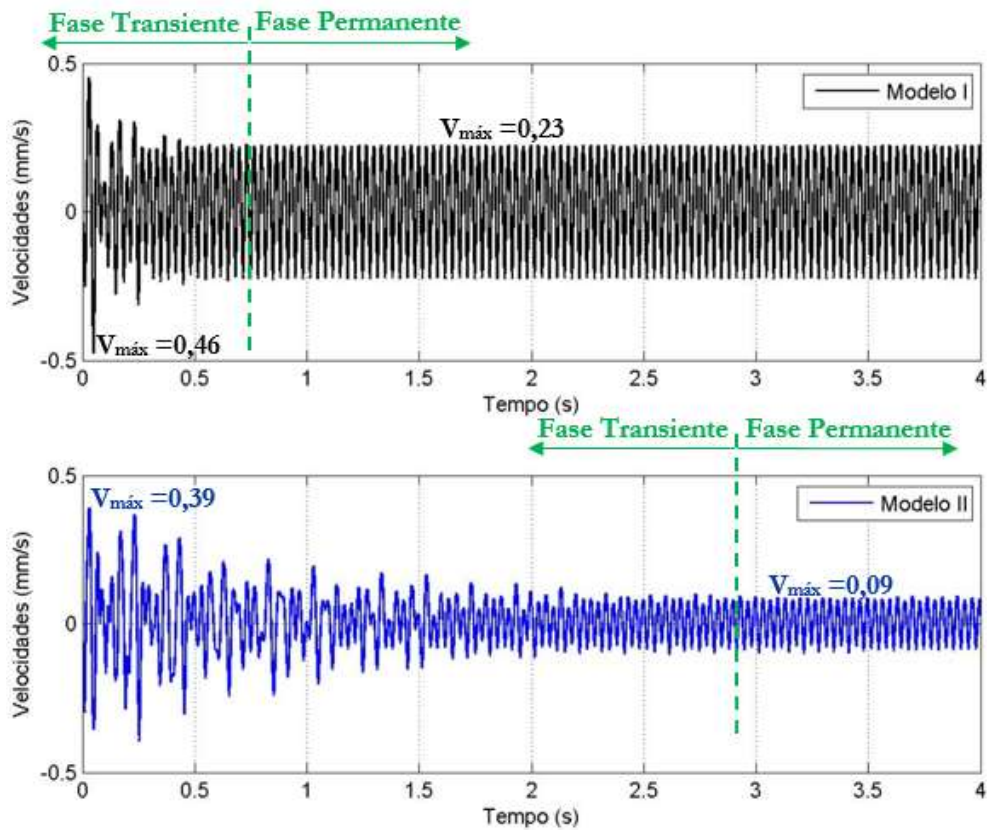 Fase Transiente Fase Permanente
0.5
Modelo I
Vmáx =0,23
Velocidades (mm/s)
0
Vmáx =0,46
-0.5
0 0.5 1 1.5 2 2.5 3 3.5 4
Tempo (s)
Fase Transiente Fase Permanente
0.5
Vmáx =0,39
Modelo II
Velocidades (mm/s)
Vmáx =0,09
0
-0.5
0 0.5 1 1.5 2 2.5 3 3.5 4
Tempo (s)